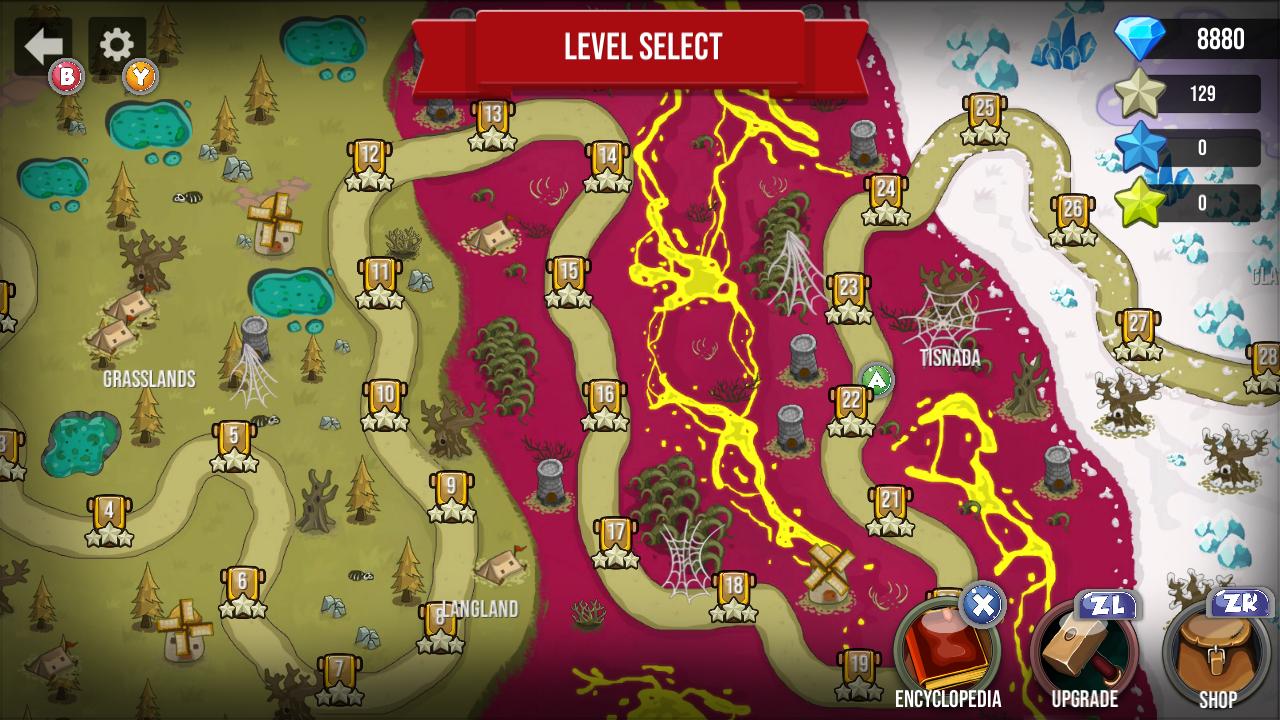 LEVEL SELECT
B
Y
8880
129
0
0
25
13
12
14
24
26
11
15
23
27
28
TISNADA
GRASSLANDS
10
16
22
A
5
3
9
21
4
17
6
18
X
ZL
ZR
LANGLAND
8
7
19
ENCYCLOPEDIA
UPGRADE
SHOP